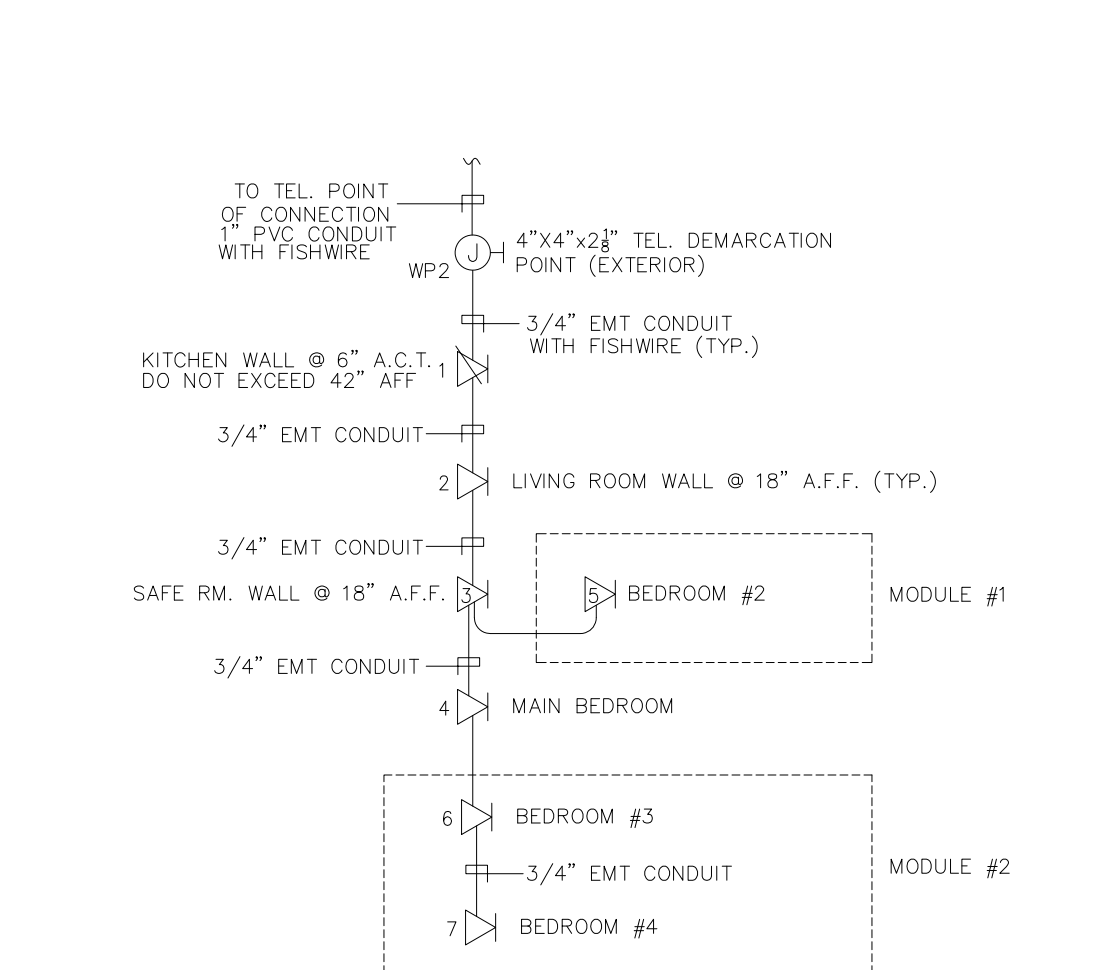 TO TEL. POINT
OF CONNECTION
1" PVC CONDUIT
WITH FISHWIRE
J
4"X4"x2 1/8" TEL. DEMARCATION
POINT (EXTERIOR)
WP2
3/4" EMT CONDUIT
WITH FISHWIRE (TYP.)
KITCHEN WALL @ 6" A.C.T.
DO NOT EXCEED 42" AFF
1
3/4" EMT CONDUIT
2
LIVING ROOM WALL @ 18" A.F.F. (TYP.)
3/4" EMT CONDUIT
SAFE RM. WALL @ 18" A.F.F.
3
5
BEDROOM #2
MODULE #1
3/4" EMT CONDUIT
4
MAIN BEDROOM
6
BEDROOM #3
3/4" EMT CONDUIT
MODULE #2
7
BEDROOM #4